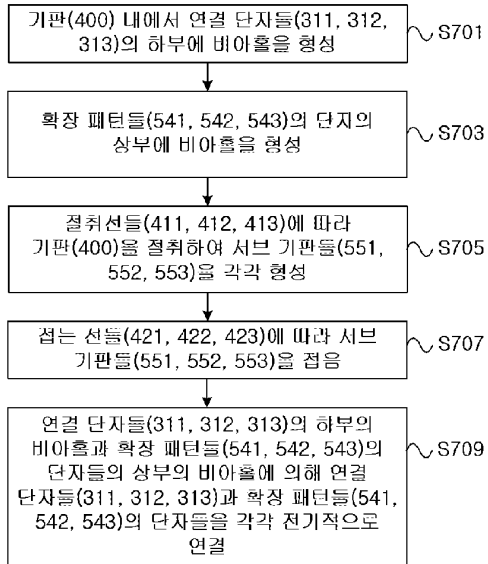 기판(400) 내에서 연결 단자들(311, 312,
313)의 하부에 비아홀을 형성
S701
확장 패턴들(541, 542, 543)의 단자의
상부에 비아홀을 형성
S703
절취선들(411, 412, 413)에 따라
기판(400)을 절취하여 서브 기판들(551,
552, 553)을 각각 형성
S705
접는 선들(421, 422, 423)에 따라 서브
기판들(551, 552, 553)을 접음
S707
연결 단자들(311, 312, 313)의 하부의
비아홀과 확장 패턴들(541, 542, 543)의
단자들의 상부의 비아홀에 의해 연결
단자들(311, 312, 313)과 확장 패턴들(541,
542, 543)의 단자들을 각각 전기적으로
연결
S709